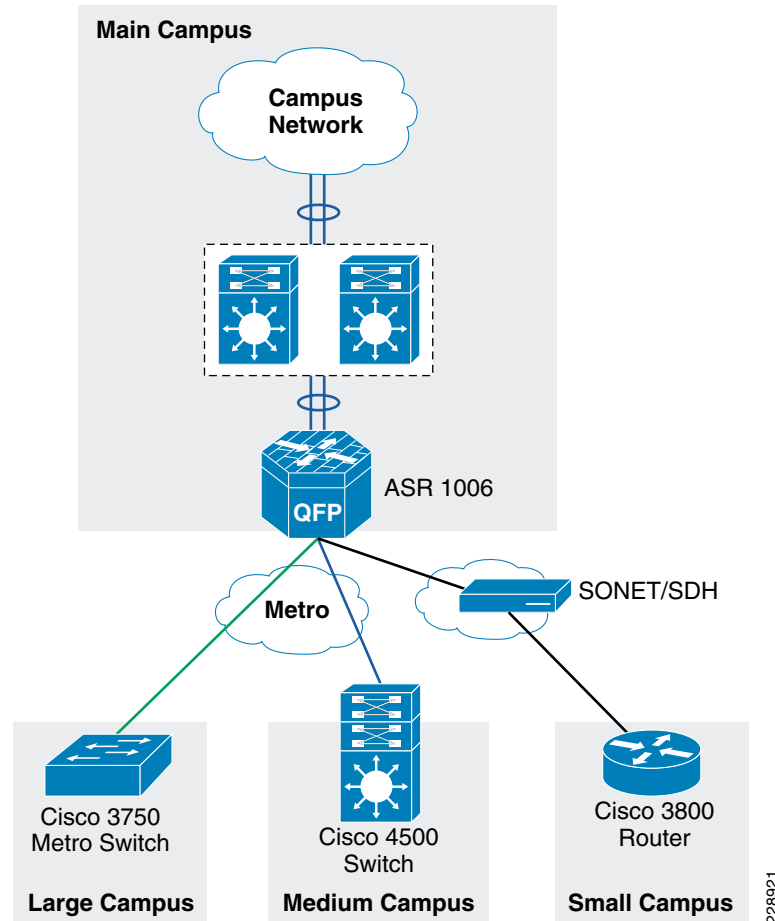 Main Campus
Campus
Network
ASR 1006
QFP
Metro
SONET/SDH
Cisco 3750
Metro Switch
Large Campus
Cisco 4500
Switch
Medium Campus
Cisco 3800
Router
Small Campus
228921